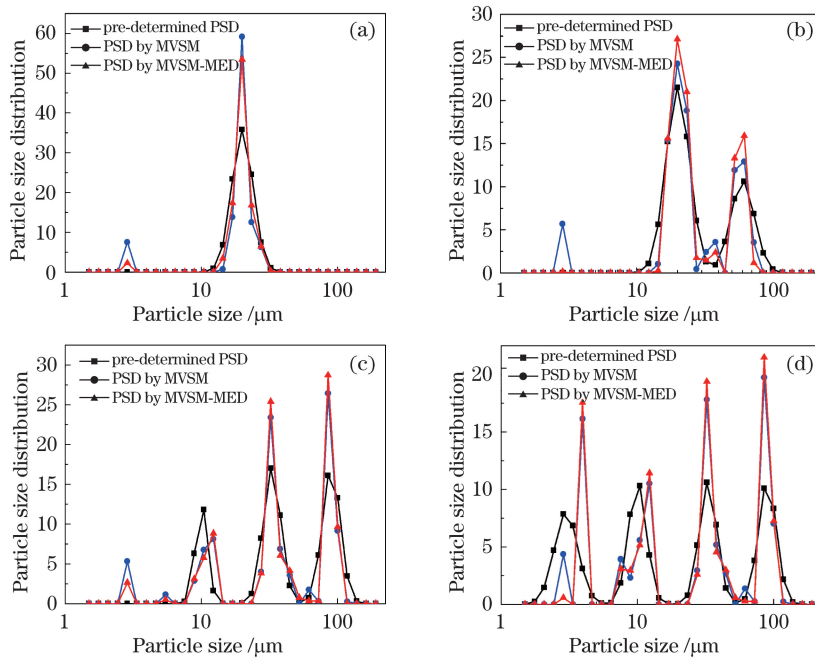 (a)
pre-determined PSD
PSD by MVSM
PSD by MVSM-MED
60
50
40
30
20
10
0
1
10
100
Particle size distribution
Particle size /μm
(b)
pre-determined PSD
PSD by MVSM
PSD by MVSM-MED
30
25
20
15
10
5
0
1
10
100
Particle size distribution
Particle size /μm
(c)
pre-determined PSD
PSD by MVSM
PSD by MVSM-MED
30
25
20
15
10
5
0
1
10
100
Particle size distribution
Particle size /μm
(d)
pre-determined PSD
PSD by MVSM
PSD by MVSM-MED
20
15
10
5
0
1
10
100
Particle size distribution
Particle size /μm